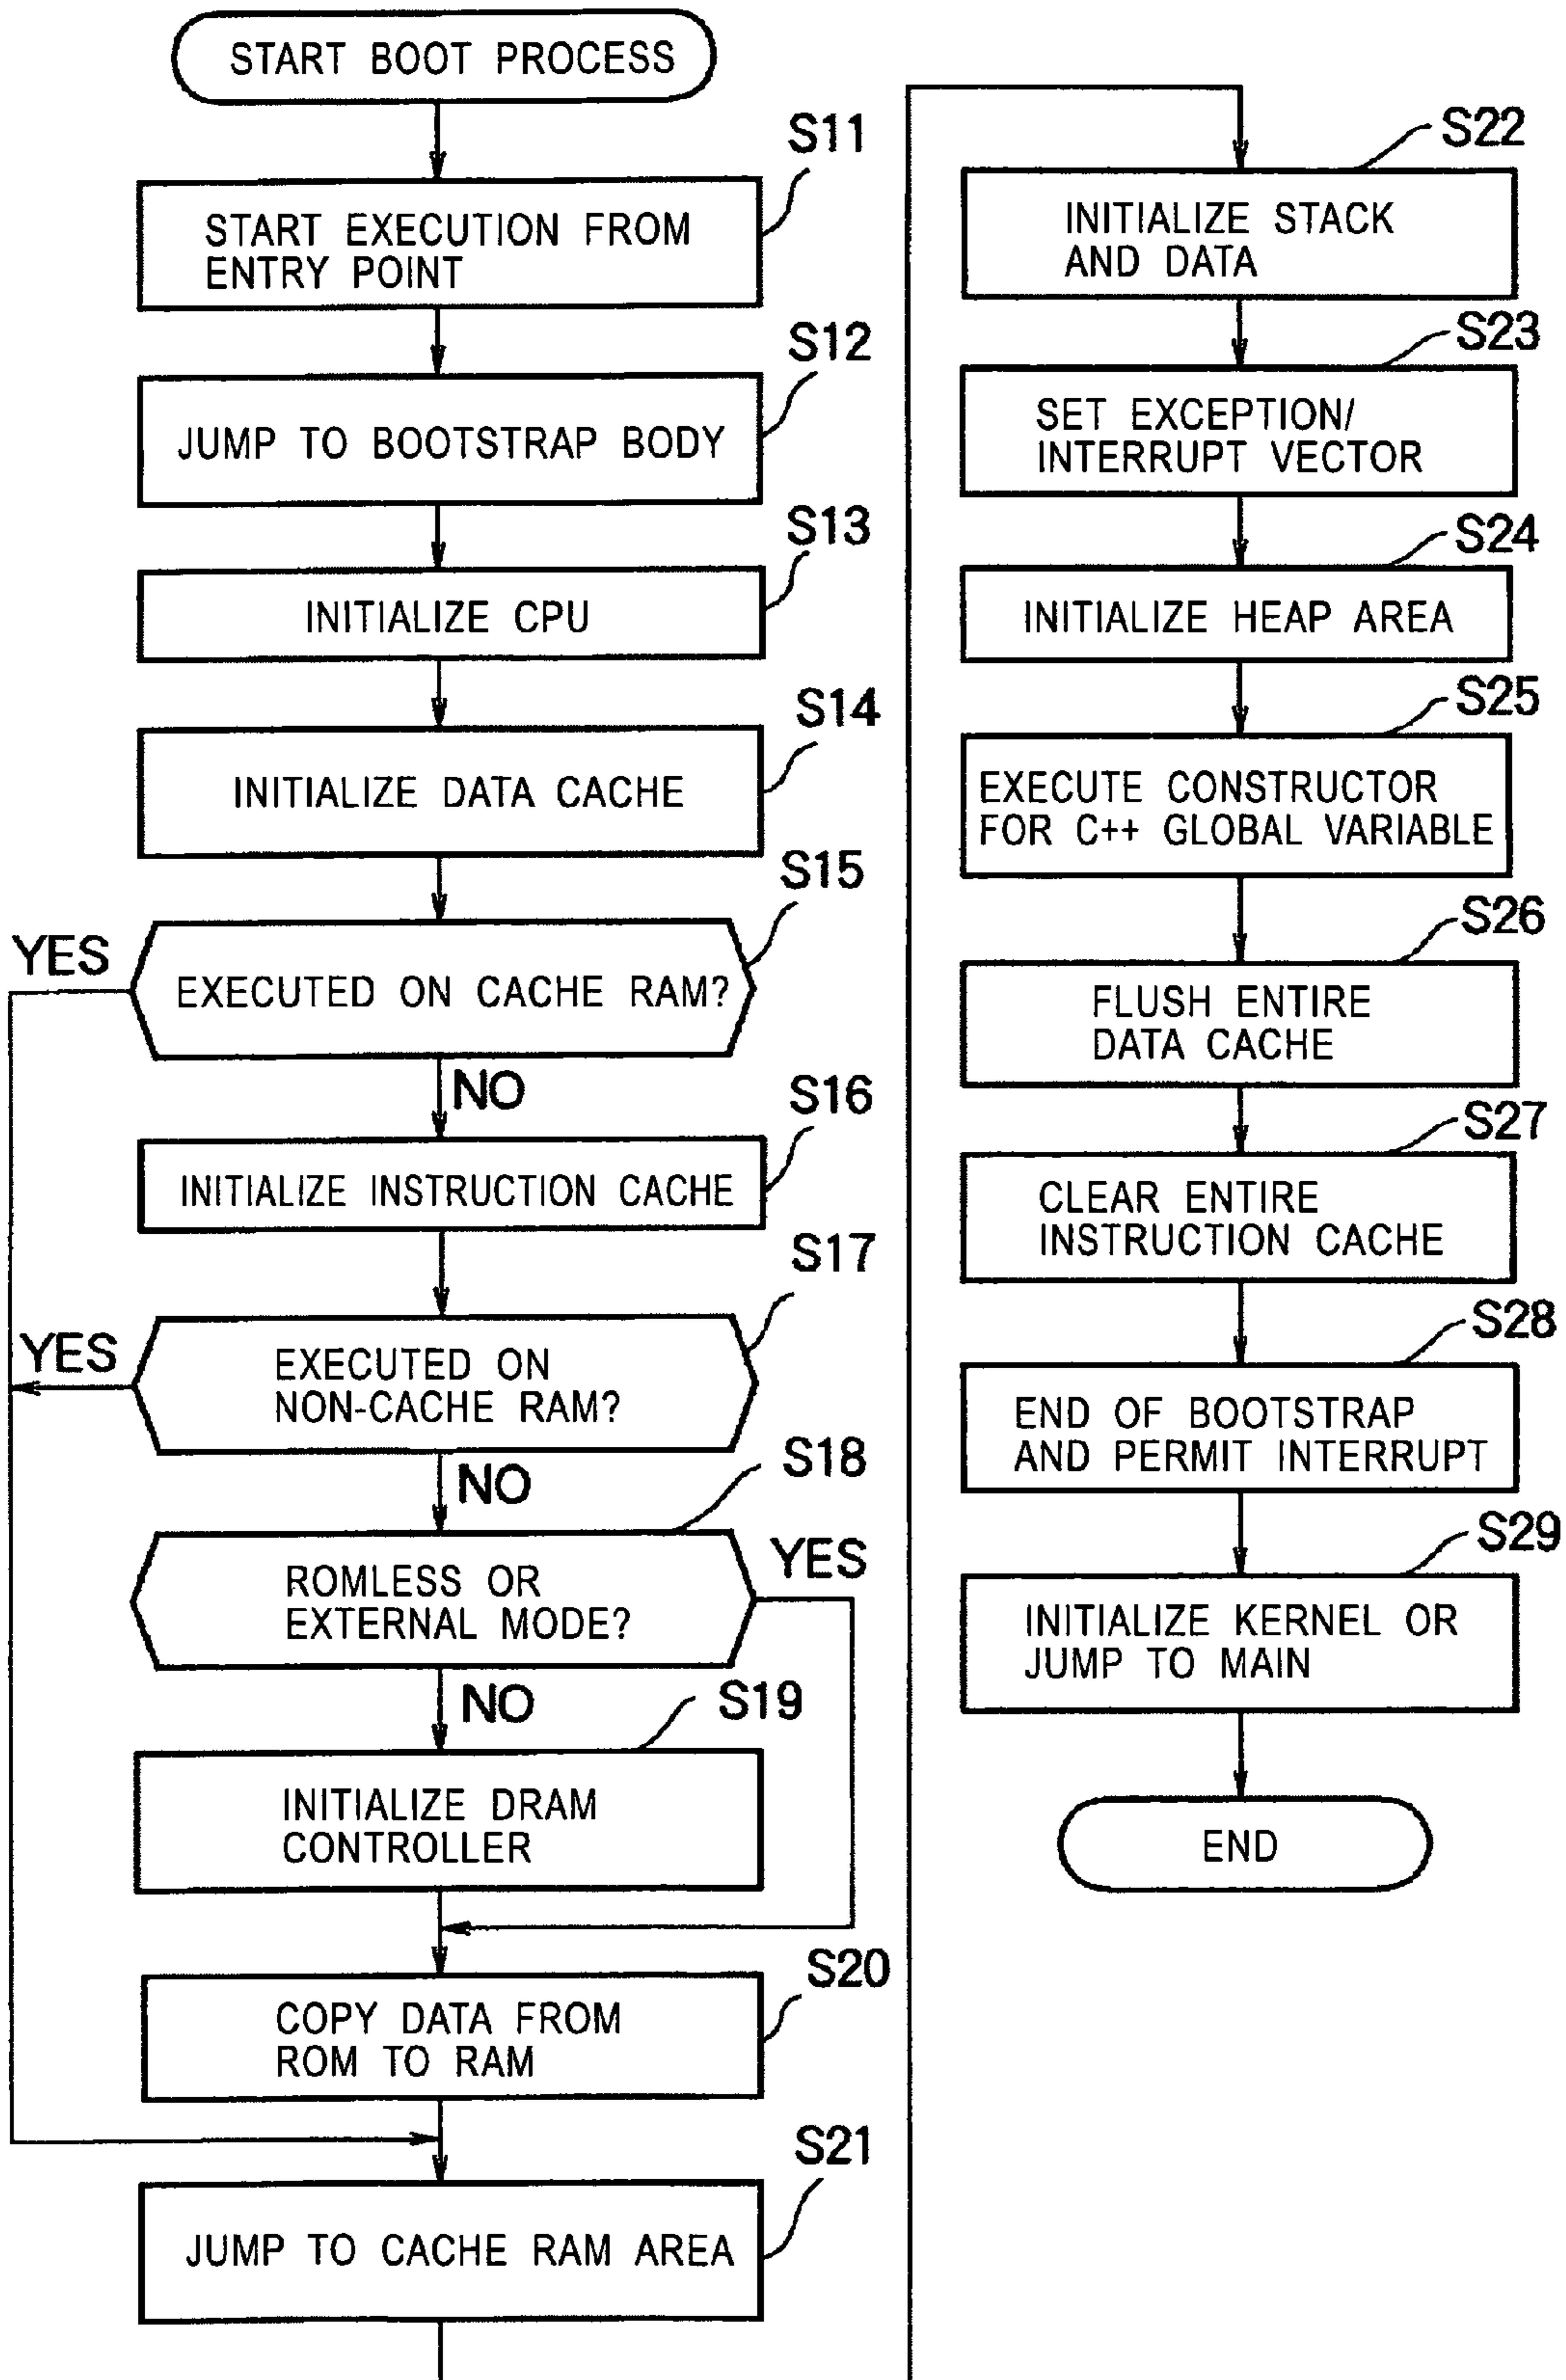 START BOOT PROCESS
S11
START EXECUTION FROM
ENTRY POINT
S12
JUMP TO BOOTSTRAP BODY
S13
INITIALIZE CPU
S14
INITIALIZE DATA CACHE
S15
YES
EXECUTED ON CACHE RAM?
NO
S16
INITIALIZE INSTRUCTION CACHE
S17
YES
EXECUTED ON
NON-CACHE RAM?
NO
S18
YES
ROMLESS OR
EXTERNAL MODE?
NO
S19
INITIALIZE DRAM
CONTROLLER
S20
COPY DATA FROM
ROM TO RAM
S21
JUMP TO CACHE RAM AREA
S22
INITIALIZE STACK
AND DATA
S23
SET EXCEPTION/
INTERRUPT VECTOR
S24
INITIALIZE HEAP AREA
S25
EXECUTE CONSTRUCTOR
FOR C++ GLOBAL VARIABLE
S26
FLUSH ENTIRE
DATA CACHE
S27
CLEAR ENTIRE
INSTRUCTION CACHE
S28
END OF BOOTSTRAP
AND PERMIT INTERRUPT
S29
INITIALIZE KERNEL OR
JUMP TO MAIN
END